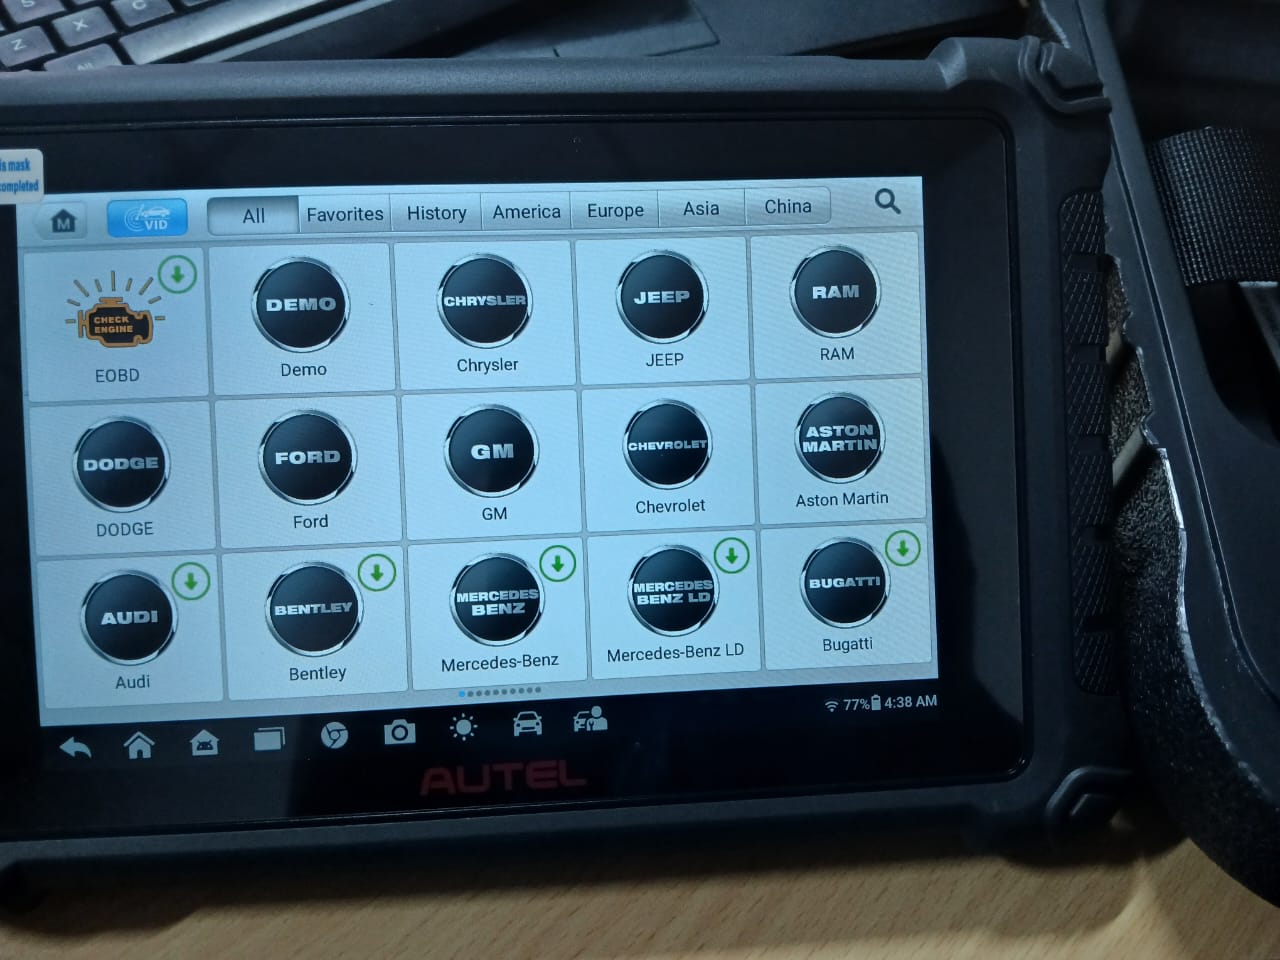 Z
X
C
is mask
completed
M
VID
All
Favorites
History
America
Europe
Asia
China
CHECK
ENGINE
EOBD
DEMO
Demo
CHRYSLER
Chrysler
JEEP
JEEP
RAM
RAM
DODGE
DODGE
FORD
Ford
GM
GM
CHEVROLET
Chevrolet
ASTON
MARTIN
Aston Martin
AUDI
Audi
BENTLEY
Bentley
MERCEDES
BENZ
Mercedes-Benz
MERCEDES
BENZ LD
Mercedes-Benz LD
BUGATTI
Bugatti
77% 4:38 AM
AUTEL